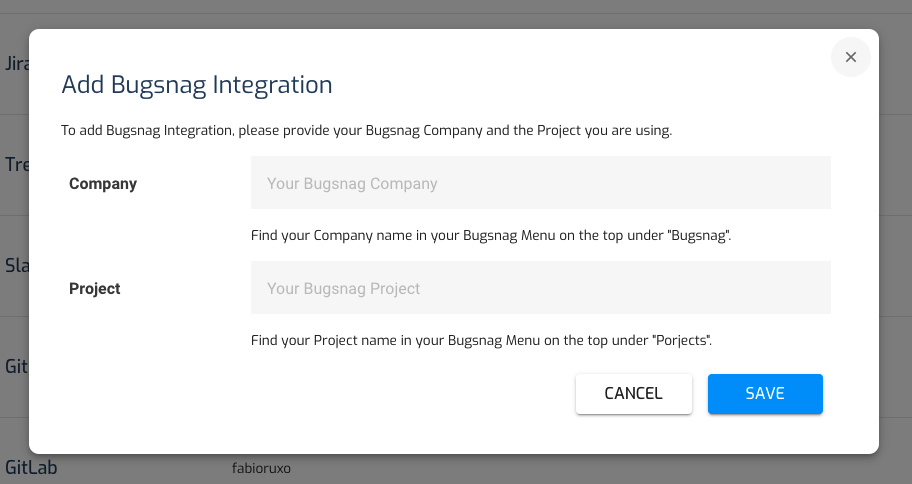 Jira
Add Bugsnag Integration
To add Bugsnag Integration, please provide your Bugsnag Company and the Project you are using.
Tre
Company
Your Bugsnag Company
Find your Company name in your Bugsnag Menu on the top under "Bugsnag".
Sla
Project
Your Bugsnag Project
Find your Project name in your Bugsnag Menu on the top under "Porjects".
Git
CANCEL
SAVE
GitLab
fabioruxo